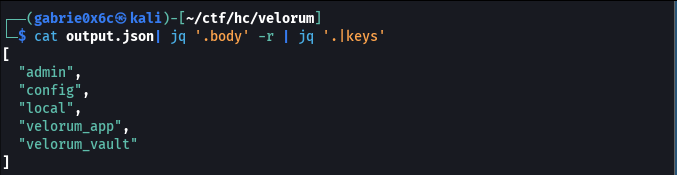 ┌──(gabrie0x6c㉿kali)-[~/ctf/hc/velorum]
└─$ cat output.json| jq '.body' -r | jq '.|keys'
[
  "admin",
  "config",
  "local",
  "velorum_app",
  "velorum_vault"
]